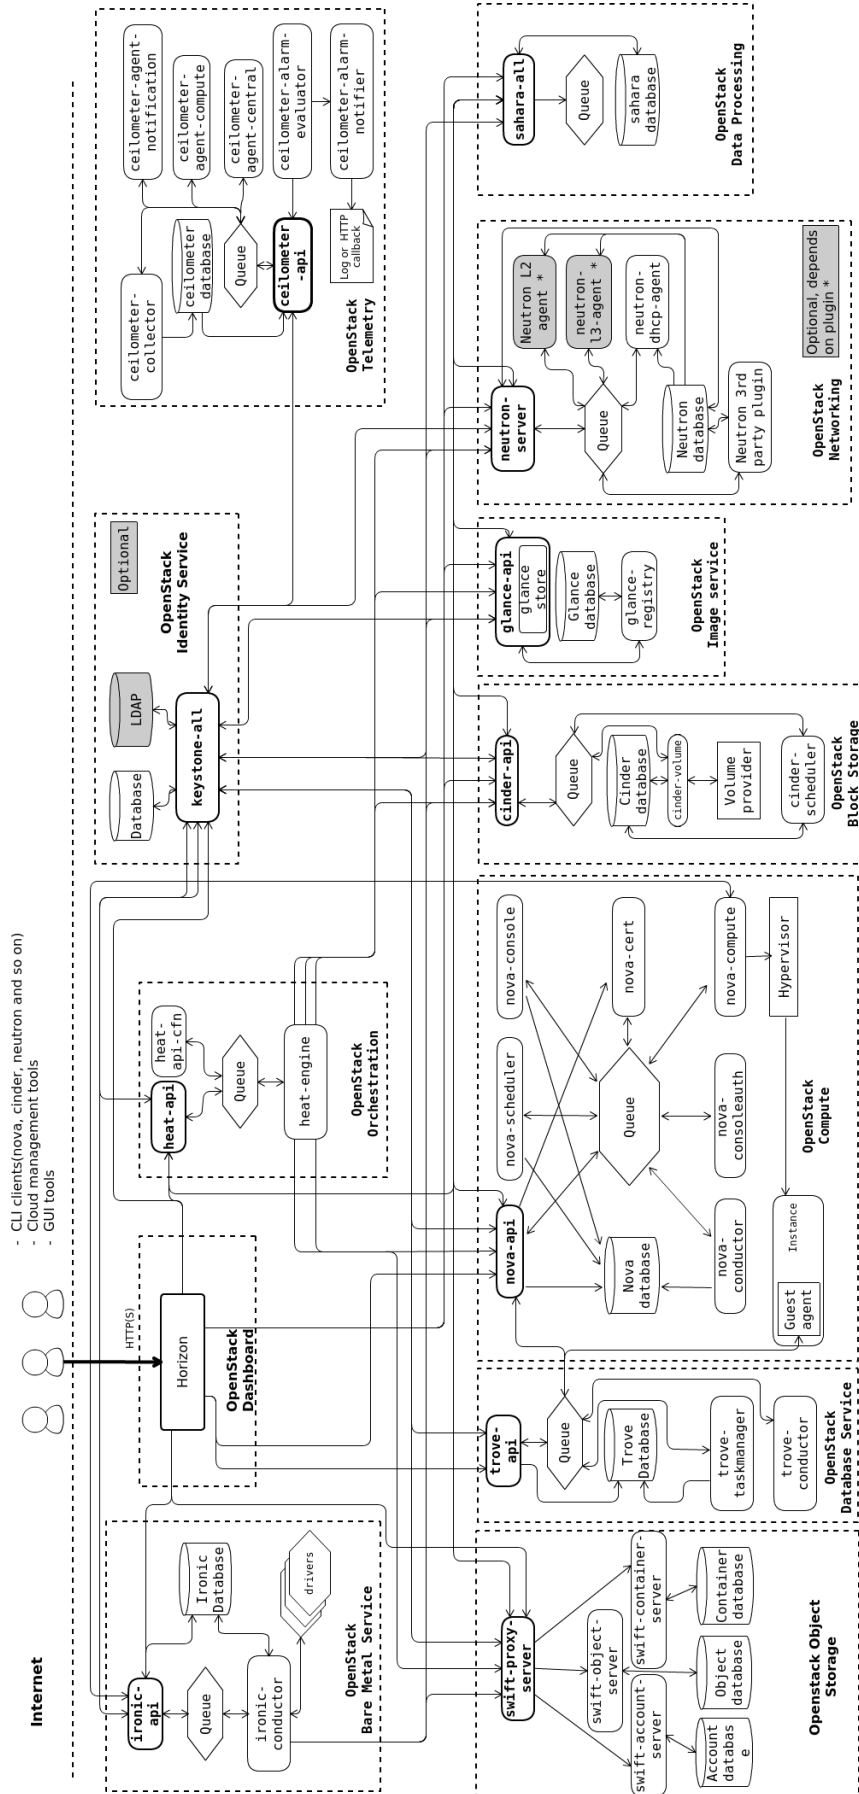 Internet
- CLI clients(nova, cinder, neutron and so on)
- Cloud management tools
- GUI tools
HTTP(S)
ironic-
api
Queue
ironic-
conductor
Ironic
Database
drivers
OpenStack
Bare Metal Service
Horizon
OpenStack
Dashboard
heat-api
heat-
api-cfn
Queue
heat-engine
OpenStack
Orchestration
Database
LDAP
keystone-all
Optional
OpenStack
Identity Service
ceilometer-
collector
ceilometer-agent-
notification
ceilometer-
agent-compute
ceilometer-
agent-central
ceilometer-alarm-
evaluator
ceilometer-alarm-
notifier
ceilometer
database
Queue
ceilometer
-api
Log or HTTP
callback
OpenStack
Telemetry
swift-proxy-
server
swift-object-
server
swift-account-
server
swift-container-
server
Account
databas
e
Object
database
Container
database
Openstack Object
Storage
trove-
api
Queue
Trove
Database
trove-
taskmanager
trove-
conductor
OpenStack
Database Service
nova-api
nova-scheduler
nova-console
Nova
database
Queue
nova-cert
nova-
conductor
nova-
consoleauth
nova-compute
Hypervisor
Instance
Guest
agent
OpenStack
Compute
cinder-api
Queue
Cinder
database
cinder-volume
Volume
provider
cinder-
scheduler
OpenStack
Block Storage
glance-api
glance
store
Glance
database
glance-
registry
OpenStack
Image service
neutron-
server
Queue
Neutron L2
agent *
neutron-
l3-agent *
neutron-
dhcp-agent
Neutron
database
Neutron 3rd
party plugin
Optional, depends
on plugin *
OpenStack
Networking
sahara-all
Queue
sahara
database
OpenStack
Data Processing